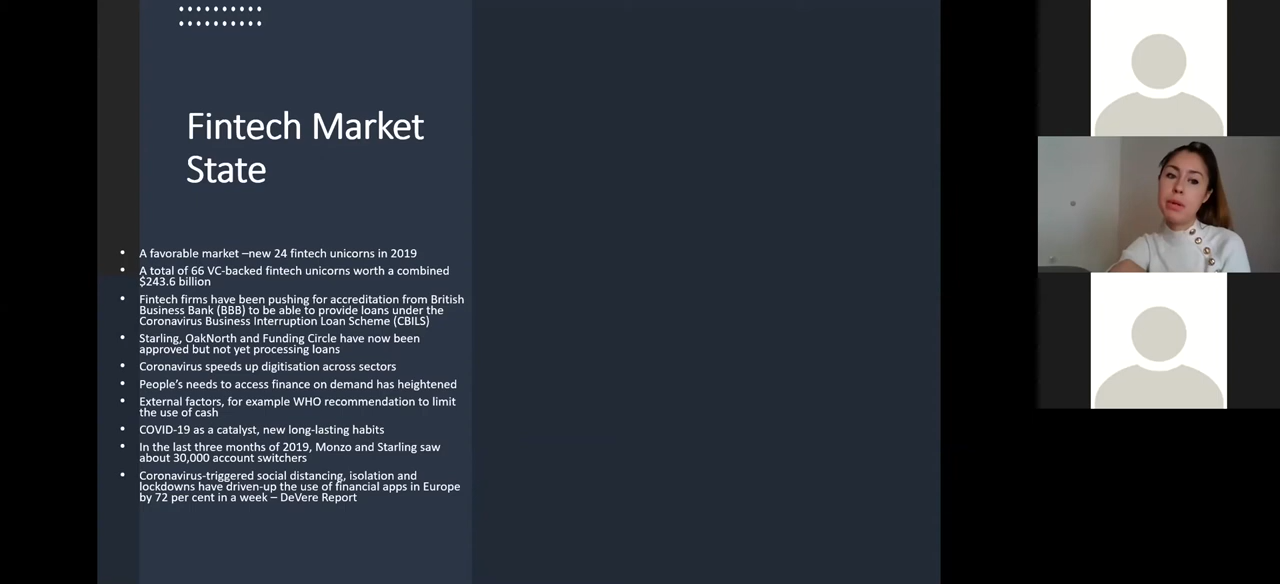 Fintech Market
State
• A favorable market –new 24 fintech unicorns in 2019
• A total of 66 VC-backed fintech unicorns worth a combined
$243.6 billion
• Fintech firms have been pushing for accreditation from British
Business Bank (BBB) to be able to provide loans under the
Coronavirus Business Interruption Loan Scheme (CBILS)
• Starling, OakNorth and Funding Circle have now been
approved but not yet processing loans
• Coronavirus speeds up digitisation across sectors
• People's needs to access finance on demand has heightened
• External factors, for example WHO recommendation to limit
the use of cash
• COVID-19 as a catalyst, new long-lasting habits
• In the last three months of 2019, Monzo and Starling saw
about 30,000 account switchers
• Coronavirus-triggered social distancing, isolation and
lockdowns have driven-up the use of financial apps in Europe
by 72 per cent in a week – DeVere Report